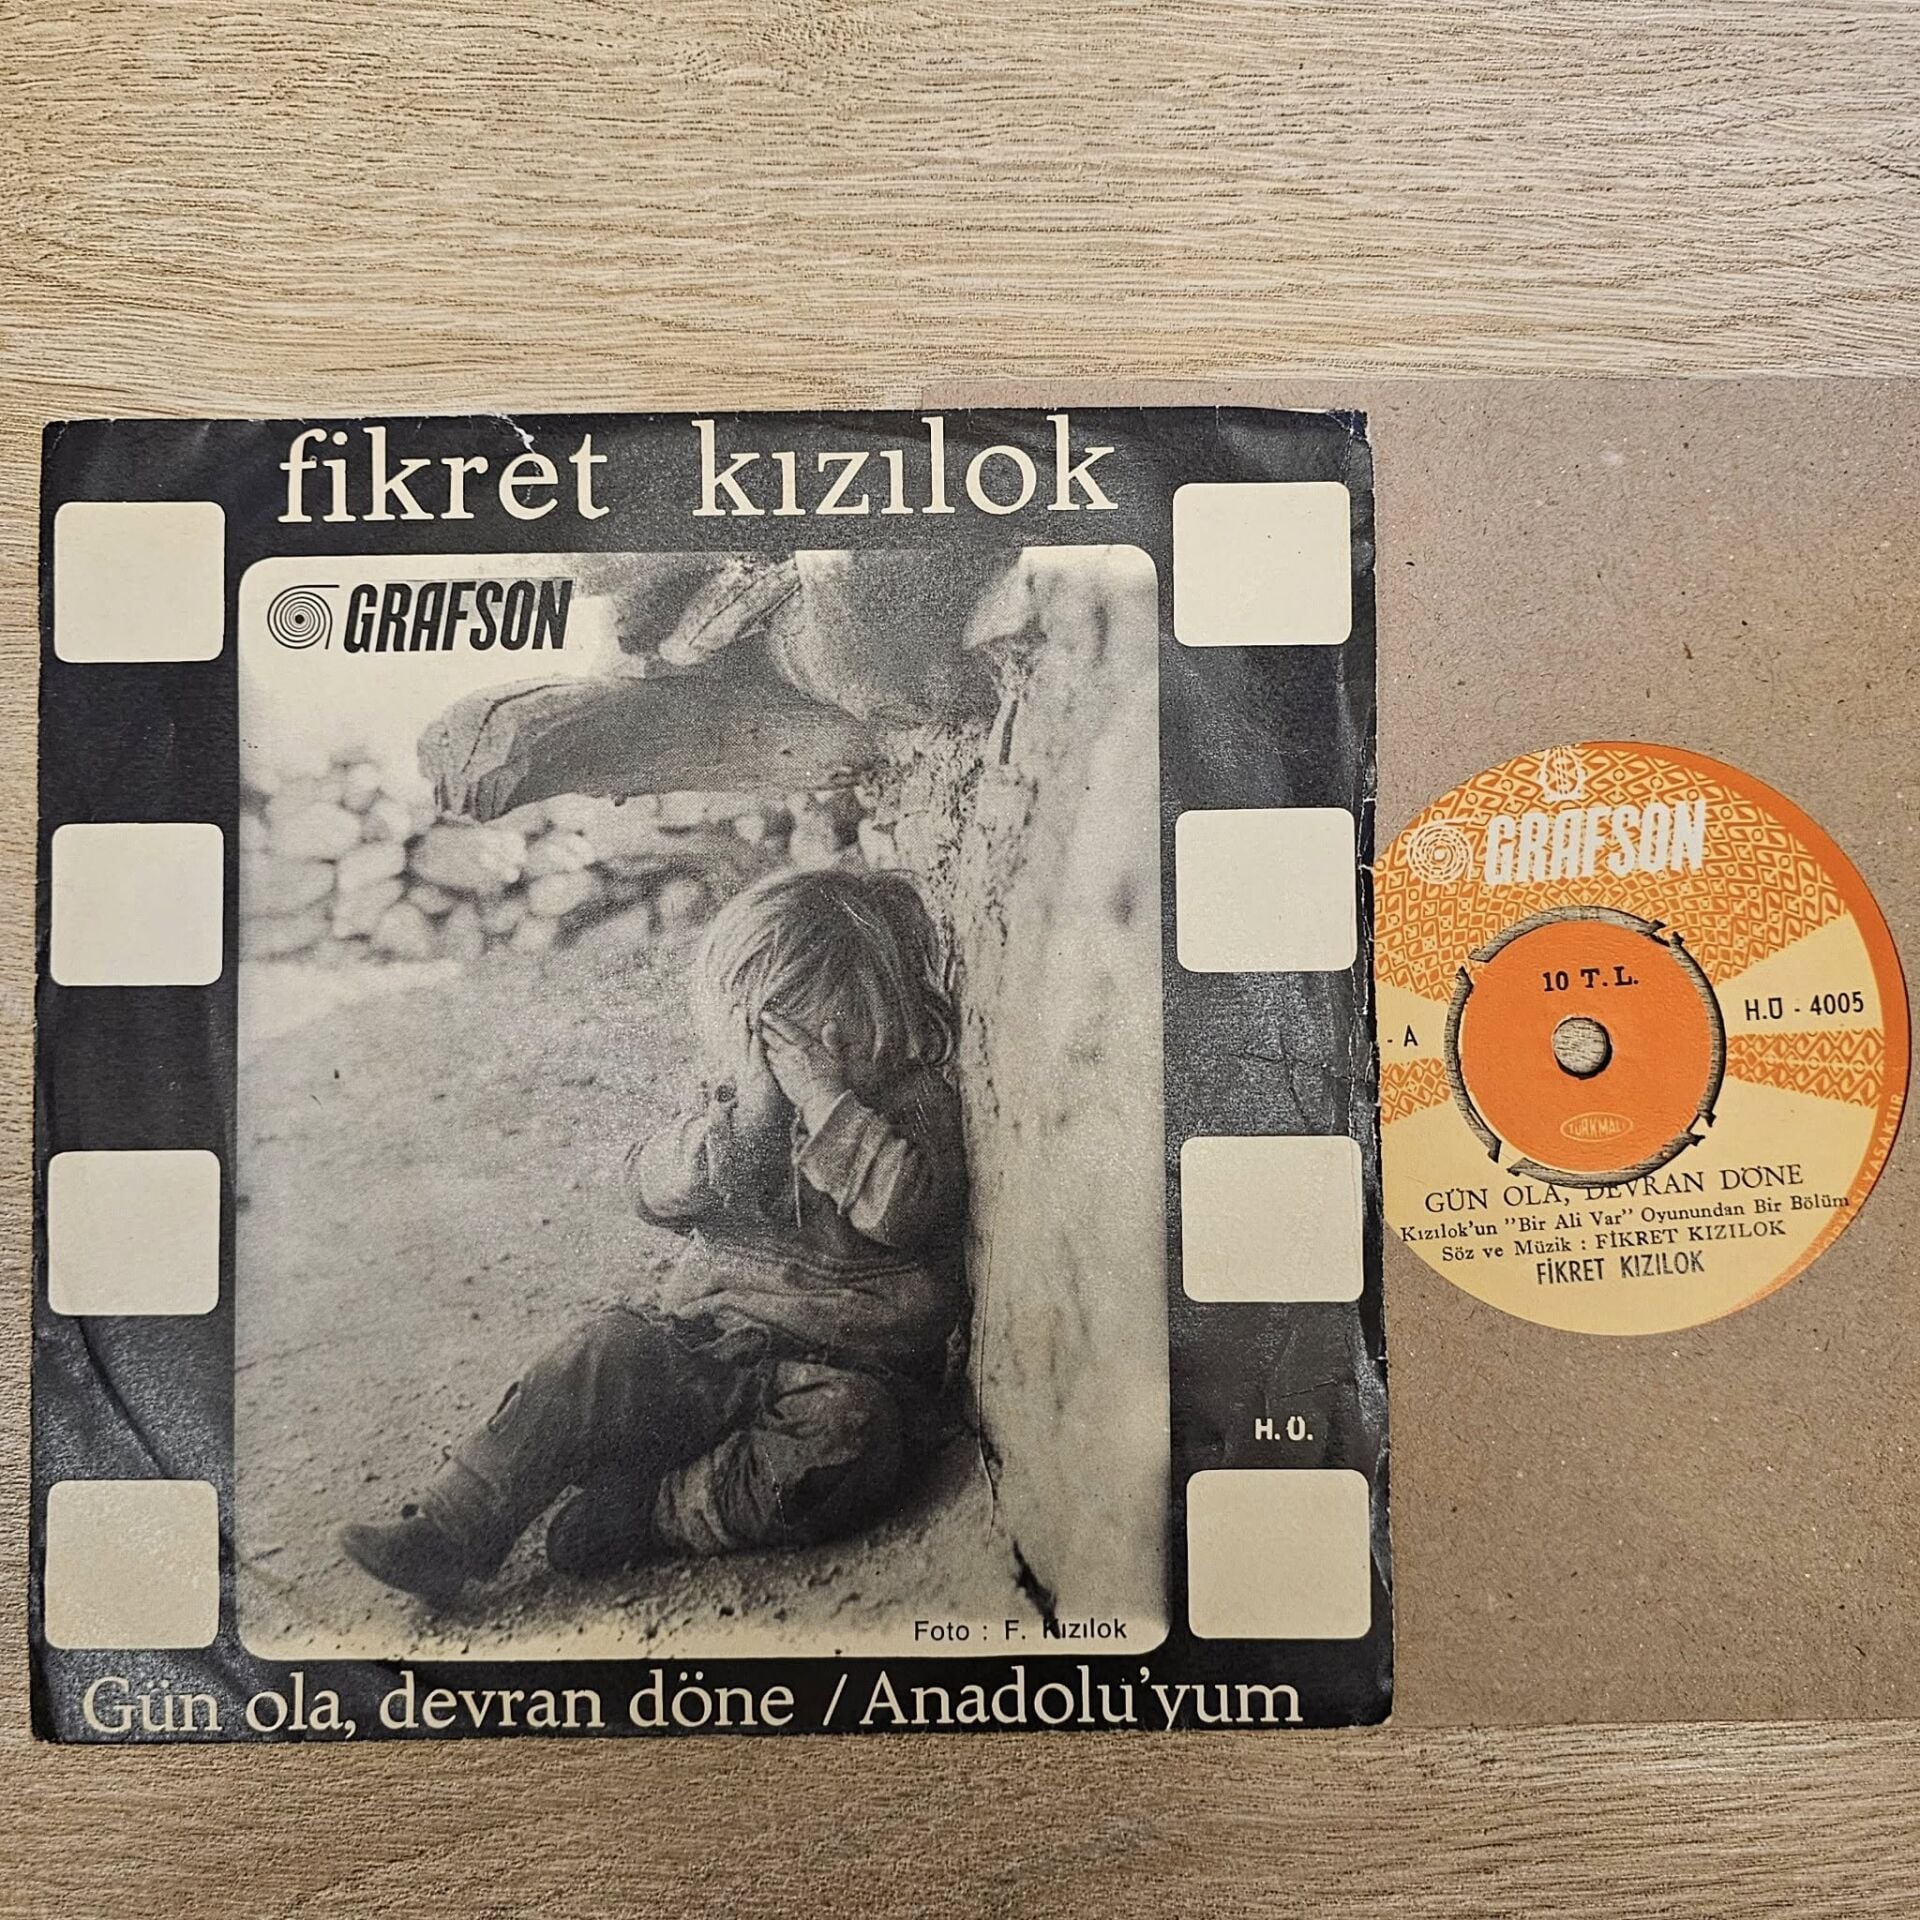 fikret kızılok
GRAFSON
H.Ü.
Foto : F. Kızılok
Gün ola, devran döne / Anadolu'yum
GRAFSON
10 T.L.
- A
H.Ü - 4005
TÜRKMALI
GÜN OLA, DEVRAN DÖNE
Kızılok'un "Bir Ali Var" Oyunundan Bir Bölüm
Söz ve Müzik : FİKRET KIZILOK
FİKRET KIZILOK
YASAKTIR